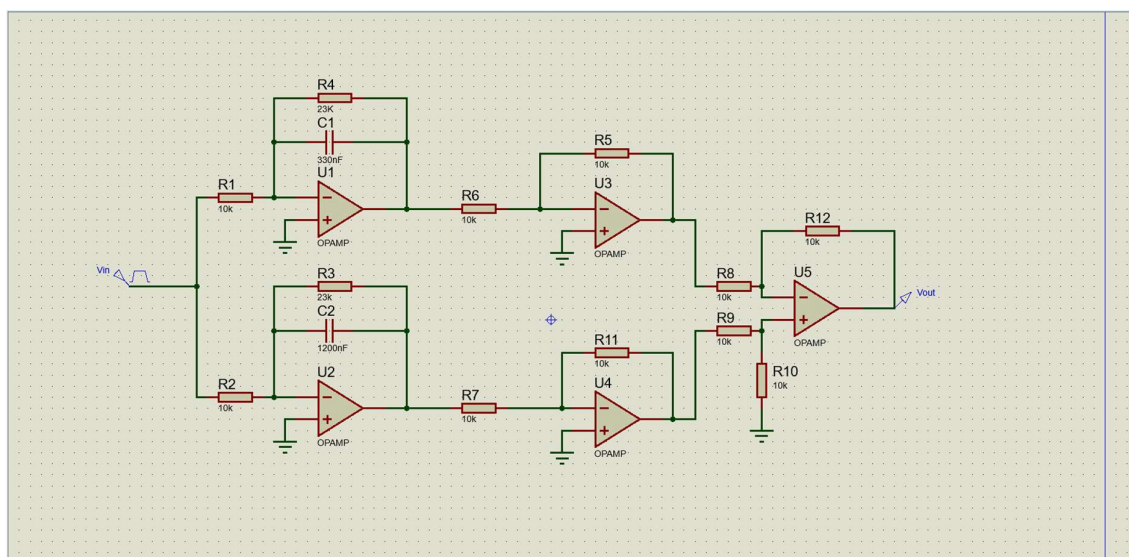 R4
23K
C1
330nF
U1
R1
10k
OPAMP
R5
10k
U3
R6
10k
OPAMP
R12
10k
Vin
R3
23k
C2
1200nF
U2
R2
10k
OPAMP
R8
10k
U5
Vout
R9
10k
OPAMP
R11
10k
U4
R7
10k
OPAMP
R10
10k